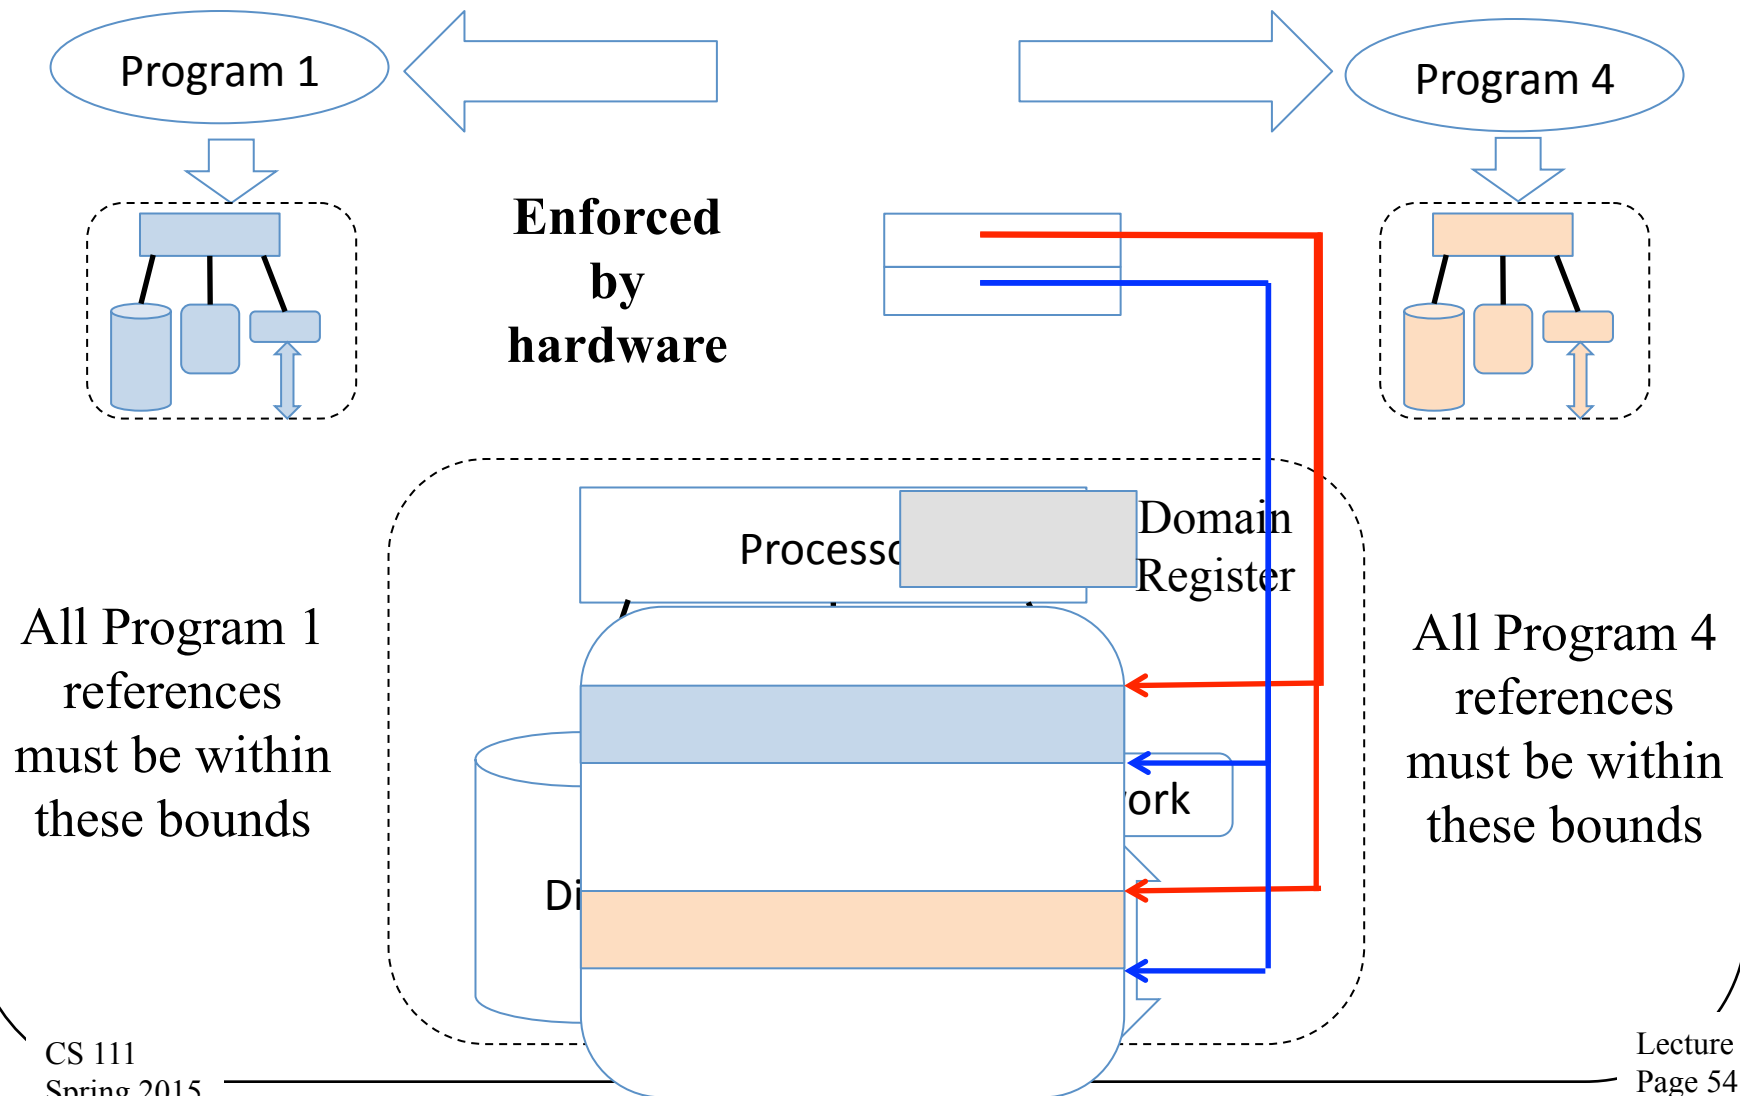 Program 1
Program 4
Enforced
by
hardware
Domain
Register
All Program 1
references
must be within
these bounds
All Program 4
references
must be within
these bounds
CS 111
Spring 2015
Lecture
Page 54